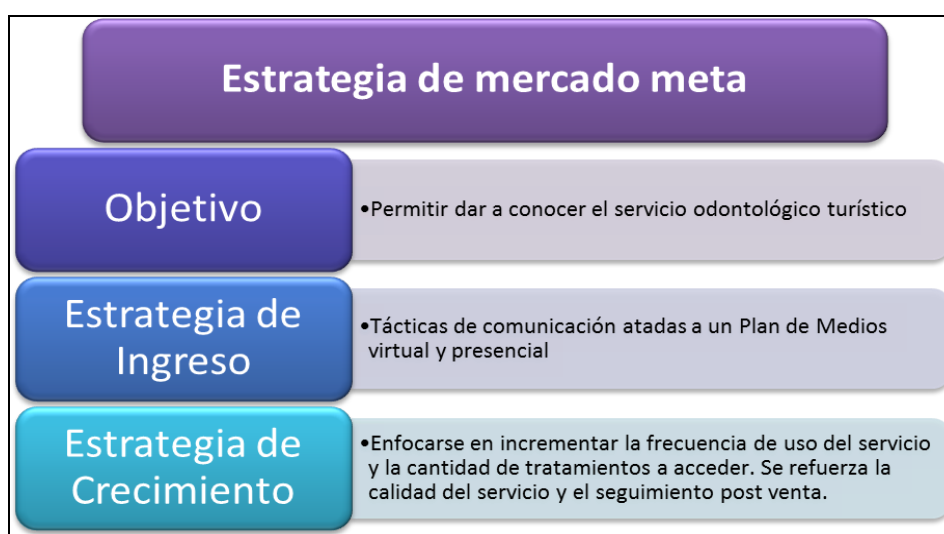 Estrategia de mercado meta
Objetivo
•Permitir dar a conocer el servicio odontológico turístico
Estrategia de
Ingreso
•Tácticas de comunicación atadas a un Plan de Medios
virtual y presencial
Estrategia de
Crecimiento
•Enfocarse en incrementar la frecuencia de uso del servicio
y la cantidad de tratamientos a acceder. Se refuerza la
calidad del servicio y el seguimiento post venta.